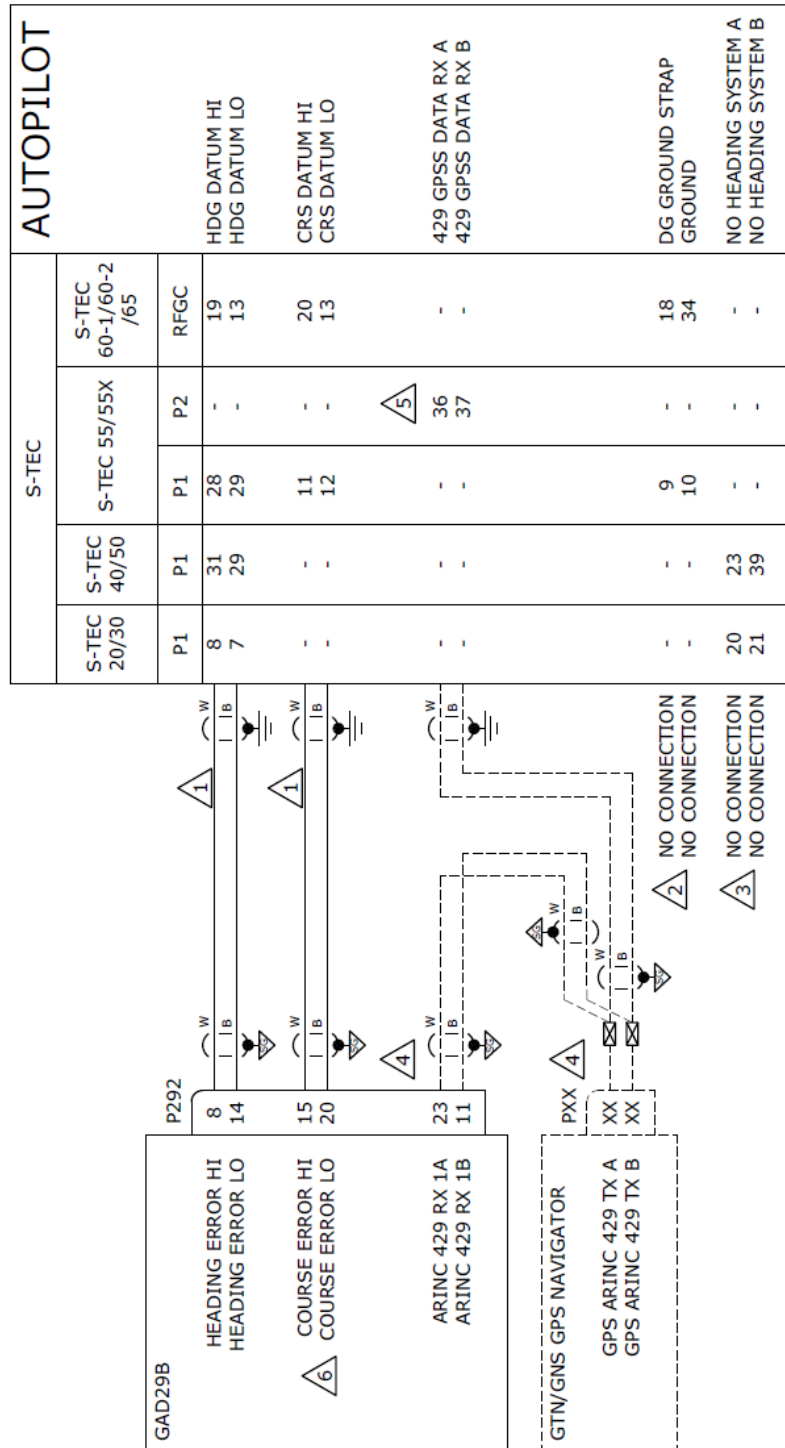 GAD29B
P292
HEADING ERROR HI 8
HEADING ERROR LO 14
6
COURSE ERROR HI 15
COURSE ERROR LO 20
4
ARINC 429 RX 1A 23
ARINC 429 RX 1B 11
GTN/GNS GPS NAVIGATOR
PXX
4
GPS ARINC 429 TX A XX
GPS ARINC 429 TX B XX
W
B
SG
W
B
SG
W
B
SG
W
B
SG
W
B
SG
1
W
B
1
W
B
W
B
2
NO CONNECTION
NO CONNECTION
3
NO CONNECTION
NO CONNECTION
S-TEC
AUTOPILOT
S-TEC 20/30
S-TEC 40/50
S-TEC 55/55X
S-TEC 60-1/60-2 /65
P1 P1 P1 P2 RFGC
8 31 28 - 19 HDG DATUM HI
7 29 29 - 13 HDG DATUM LO
- - 11 - 20 CRS DATUM HI
- - 12 - 13 CRS DATUM LO
5
- - - 36 - 429 GPSS DATA RX A
- - - 37 - 429 GPSS DATA RX B
- - 9 - 18 DG GROUND STRAP
- - 10 - 34 GROUND
20 23 - - - NO HEADING SYSTEM A
21 39 - - - NO HEADING SYSTEM B